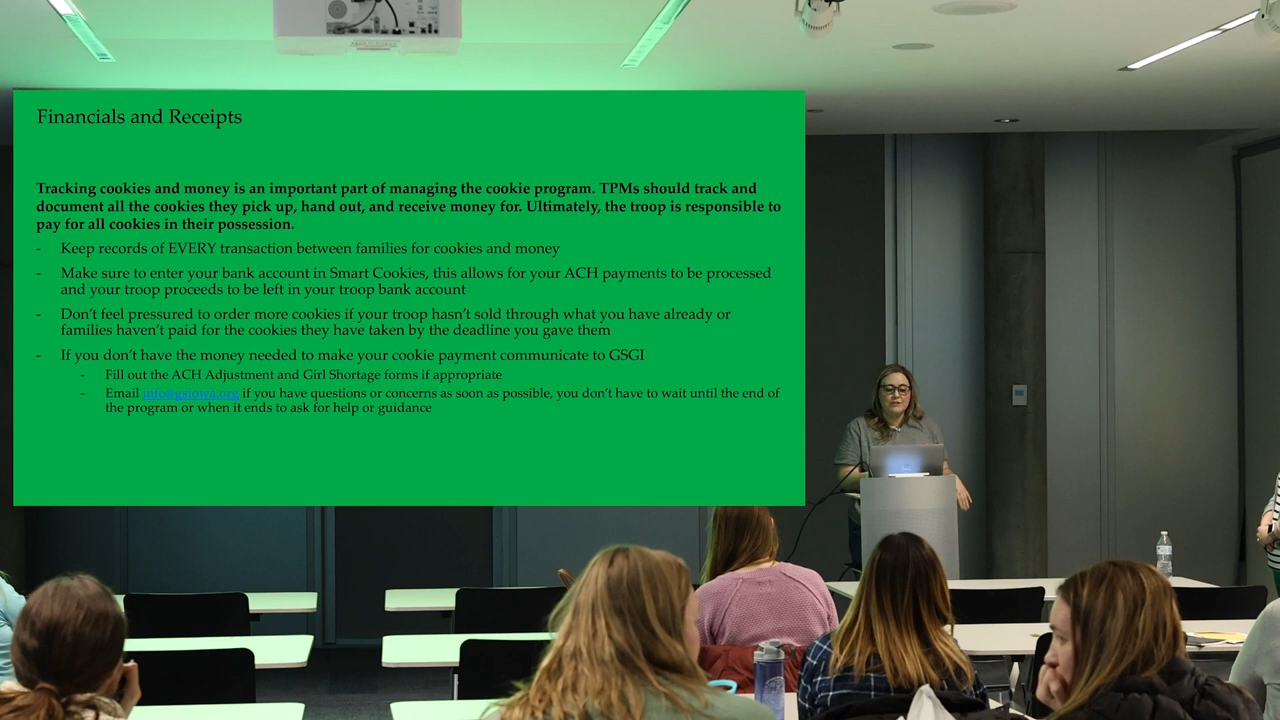 Financials and Receipts
Tracking cookies and money is an important part of managing the cookie program. TPMs should track and
document all the cookies they pick up, hand out, and receive money for. Ultimately, the troop is responsible to
pay for all cookies in their possession.
- Keep records of EVERY transaction between families for cookies and money
- Make sure to enter your bank account in Smart Cookies, this allows for your ACH payments to be processed
and your troop proceeds to be left in your troop bank account
- Don't feel pressured to order more cookies if your troop hasn't sold through what you have already or
families haven't paid for the cookies they have taken by the deadline you gave them
- If you don't have the money needed to make your cookie payment communicate to GSGI
- Fill out the ACH Adjustment and Girl Shortage forms if appropriate
- Email info@gsiowa.org if you have questions or concerns as soon as possible, you don't have to wait until the end of
the program or when it ends to ask for help or guidance